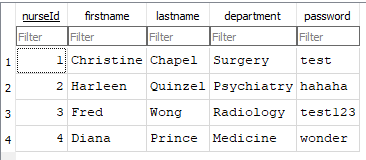 nurseId firstname lastname department password
Filter Filter Filter Filter Filter
1 1 Christine Chapel Surgery test
2 2 Harleen Quinzel Psychiatry hahaha
3 3 Fred Wong Radiology test123
4 4 Diana Prince Medicine wonder